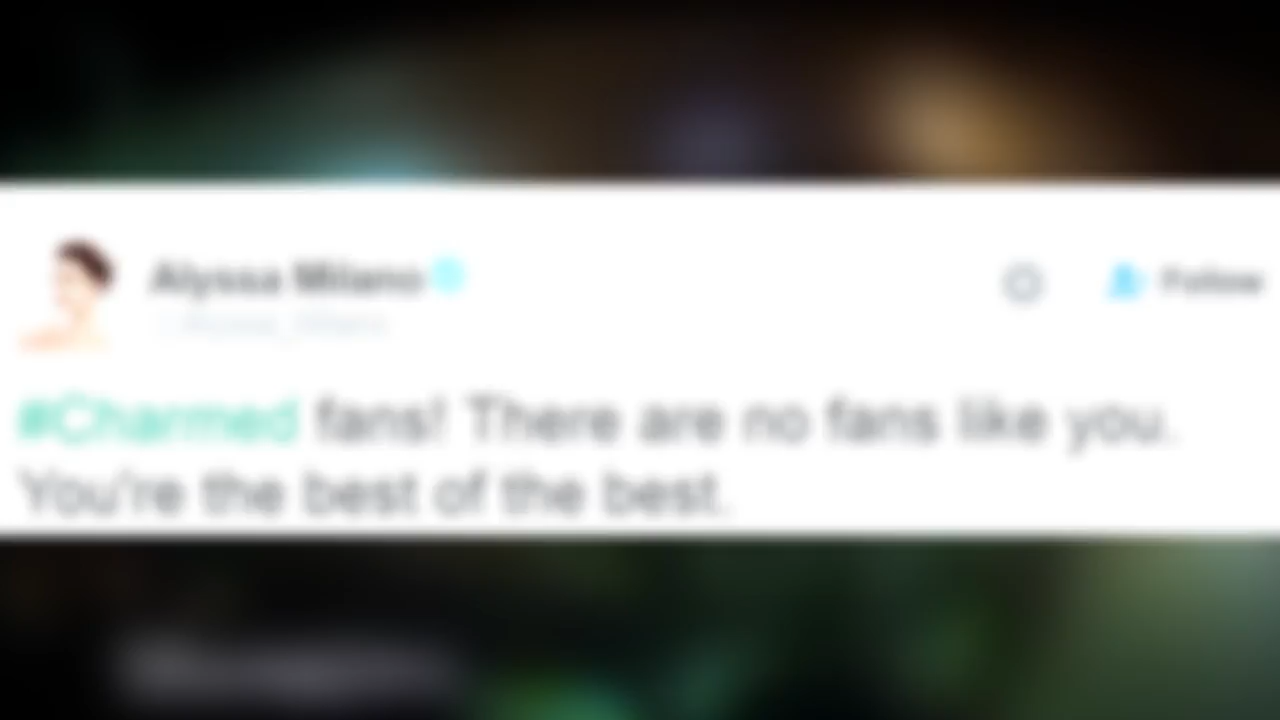 Alyssa Milano
Follow
#Charmed fans! There are no fans like you.
You're the best of the best.